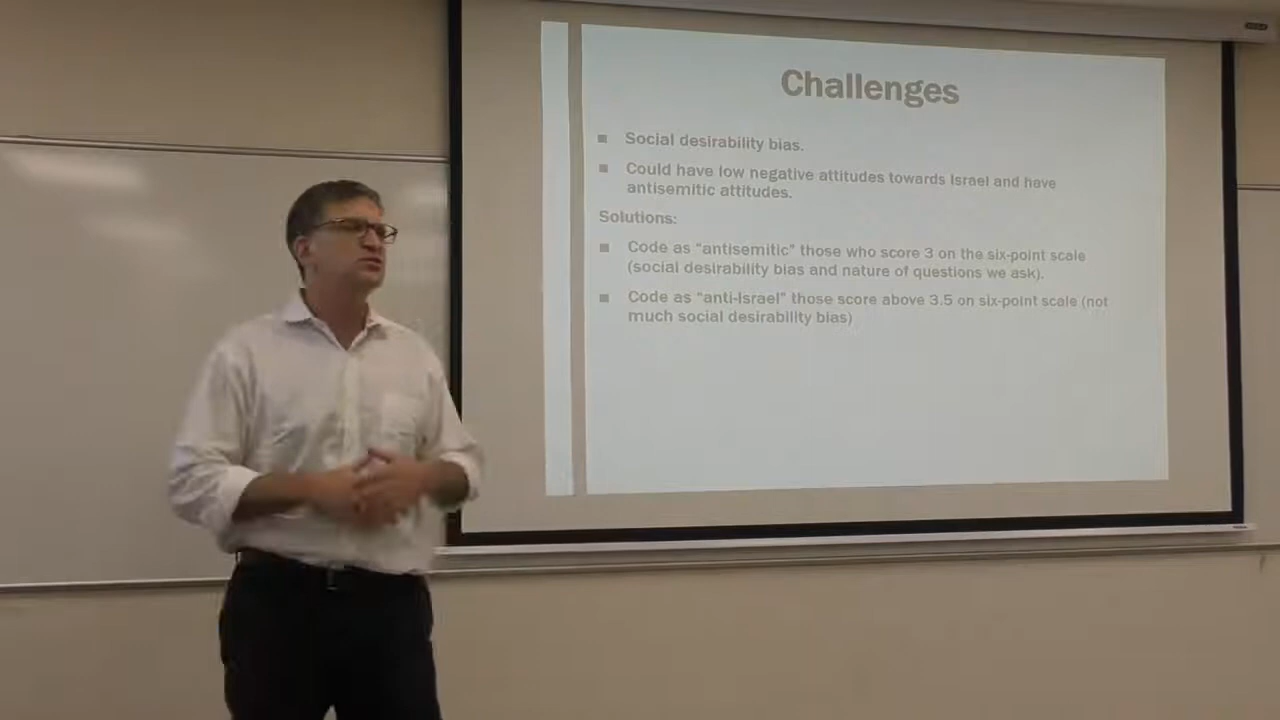 Challenges
Social desirability bias.
Could have low negative attitudes towards Israel and have
antisemitic attitudes.
Solutions:
Code as “antisemitic” those who score 3 on the six-point scale
(social desirability bias and nature of questions we ask).
Code as “anti-Israel” those score above 3.5 on six-point scale (not
much social desirability bias)